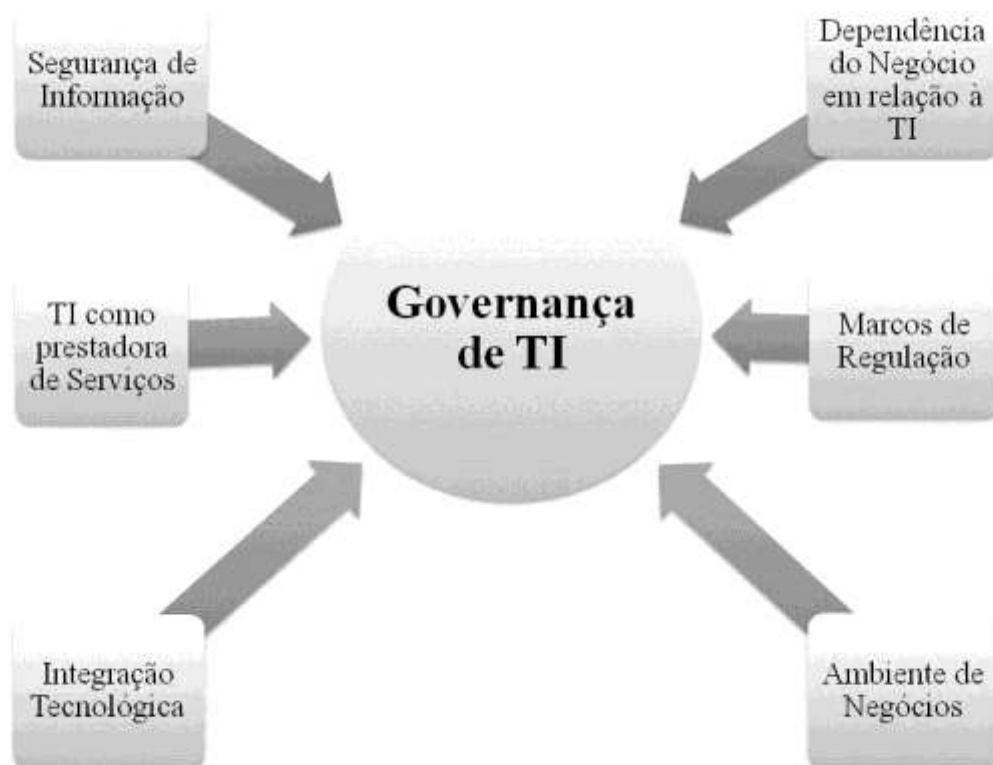 Segurança de
Informação
Dependência
do Negócio
em relação à
TI
Governança
de TI
TI como
prestadora
de Serviços
Marcos de
Regulação
Integração
Tecnológica
Ambiente de
Negócios